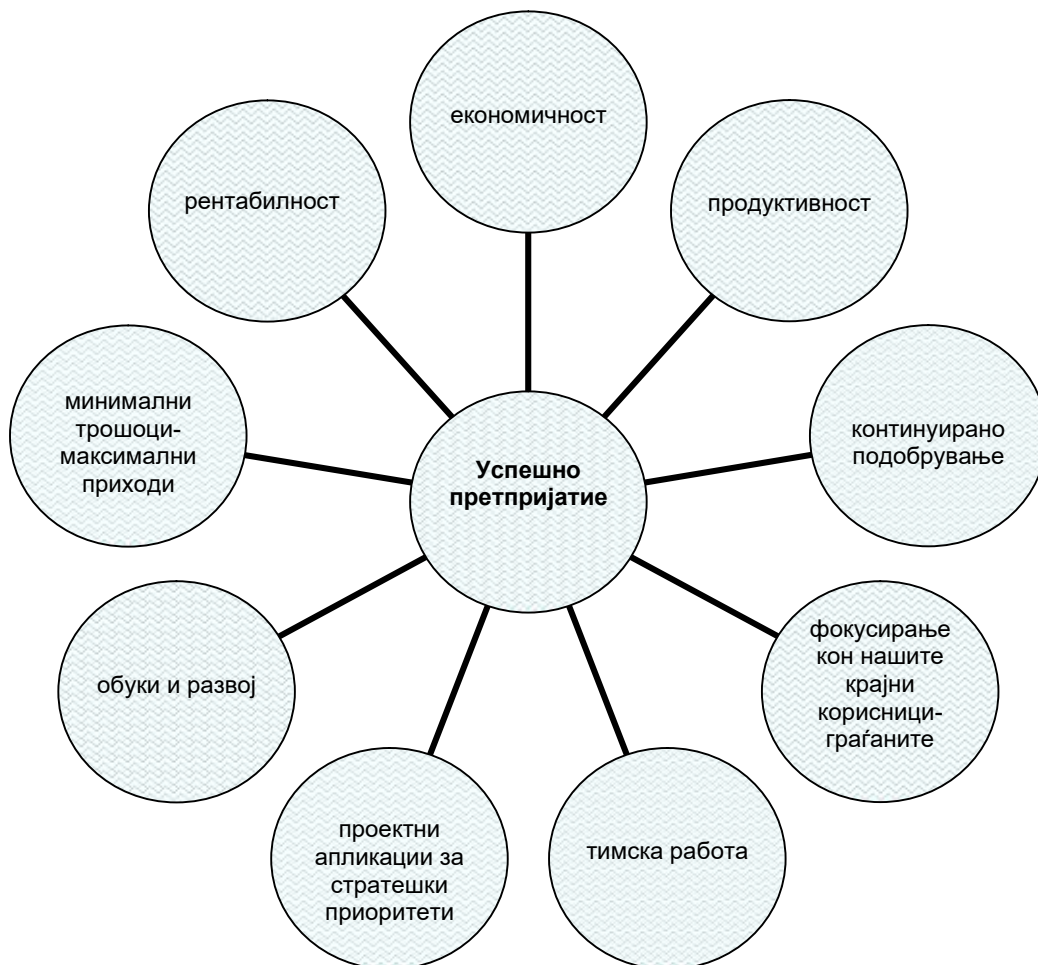 економичност
рентабилност
продуктивност
минимални
трошоци-
максимални
приходи
Успешно
претпријатие
континуирано
подобрување
обуки и развој
фокусирање
кон нашите
крајни
корисници-
граѓаните
проектни
апликации за
стратешки
приоритети
тимска работа